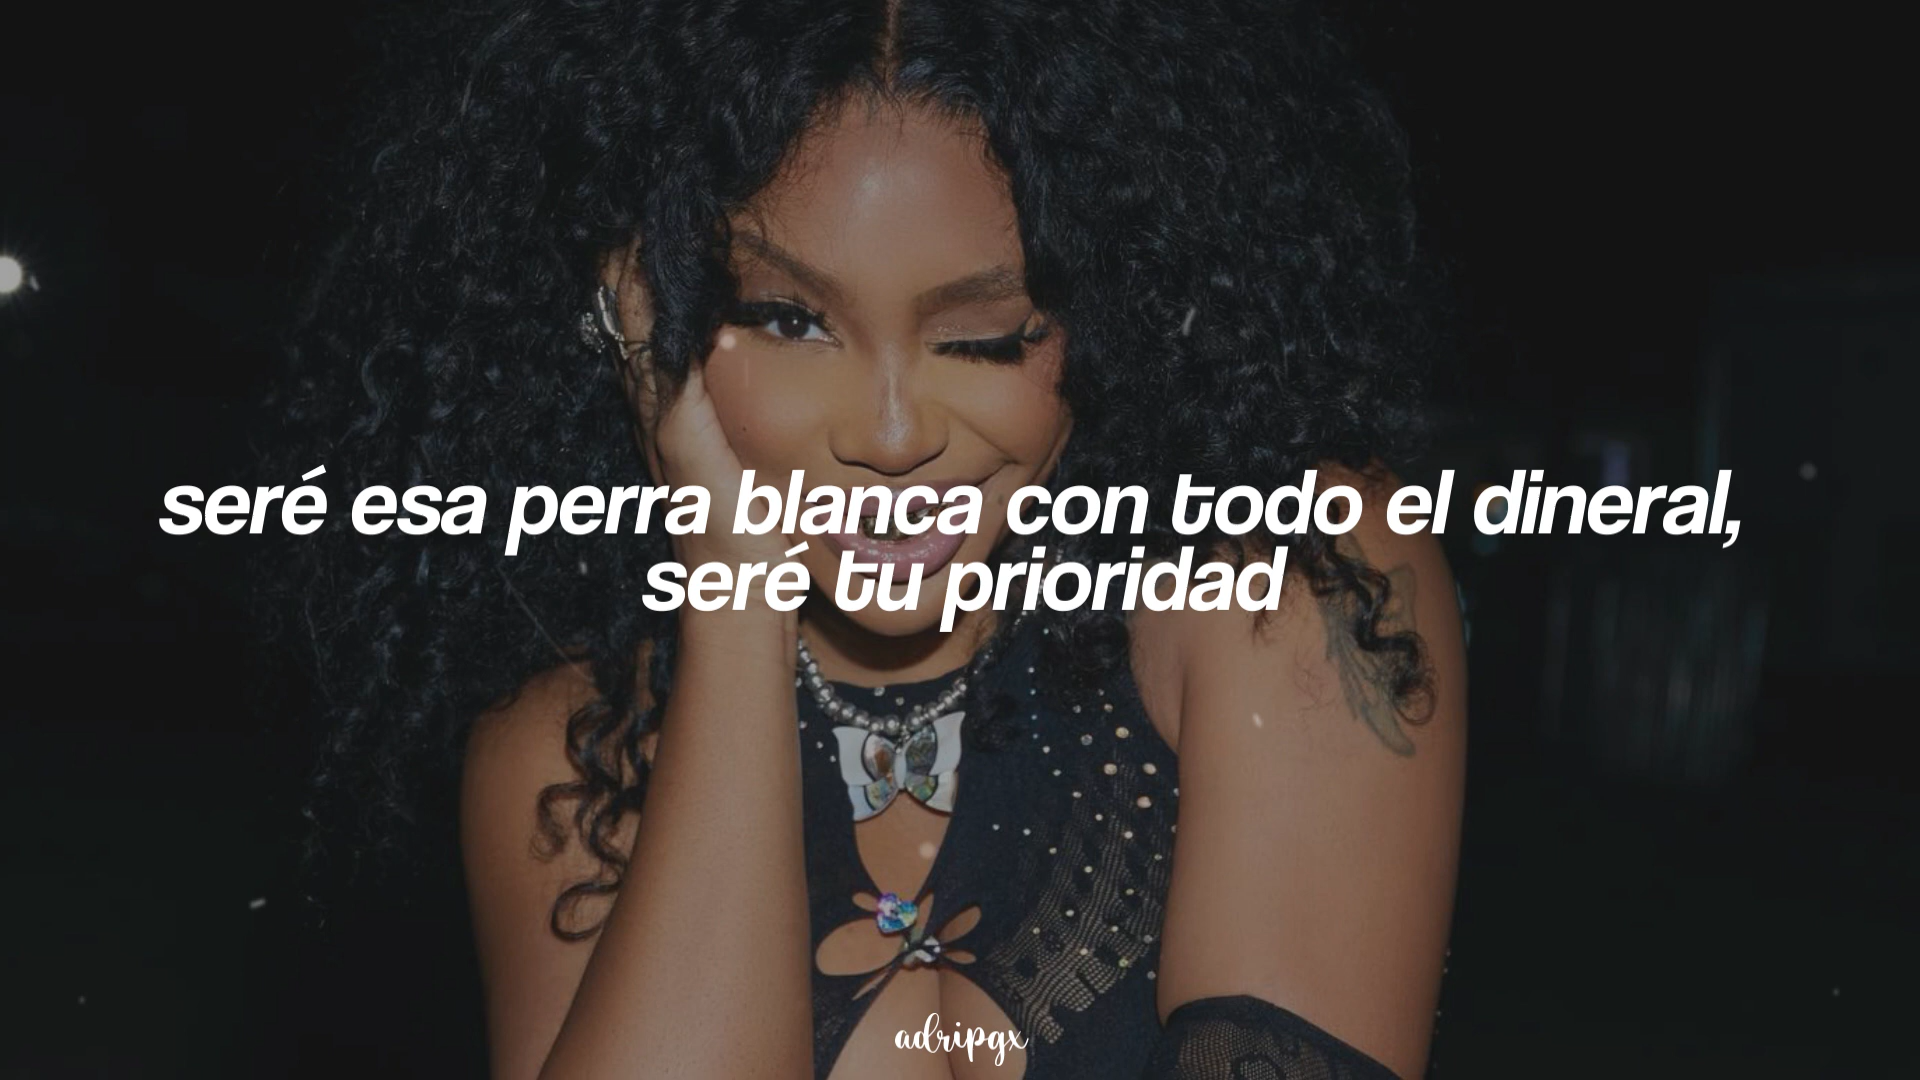 seré esa perra blanca con todo el dineral,
seré tu prioridad
adripgx